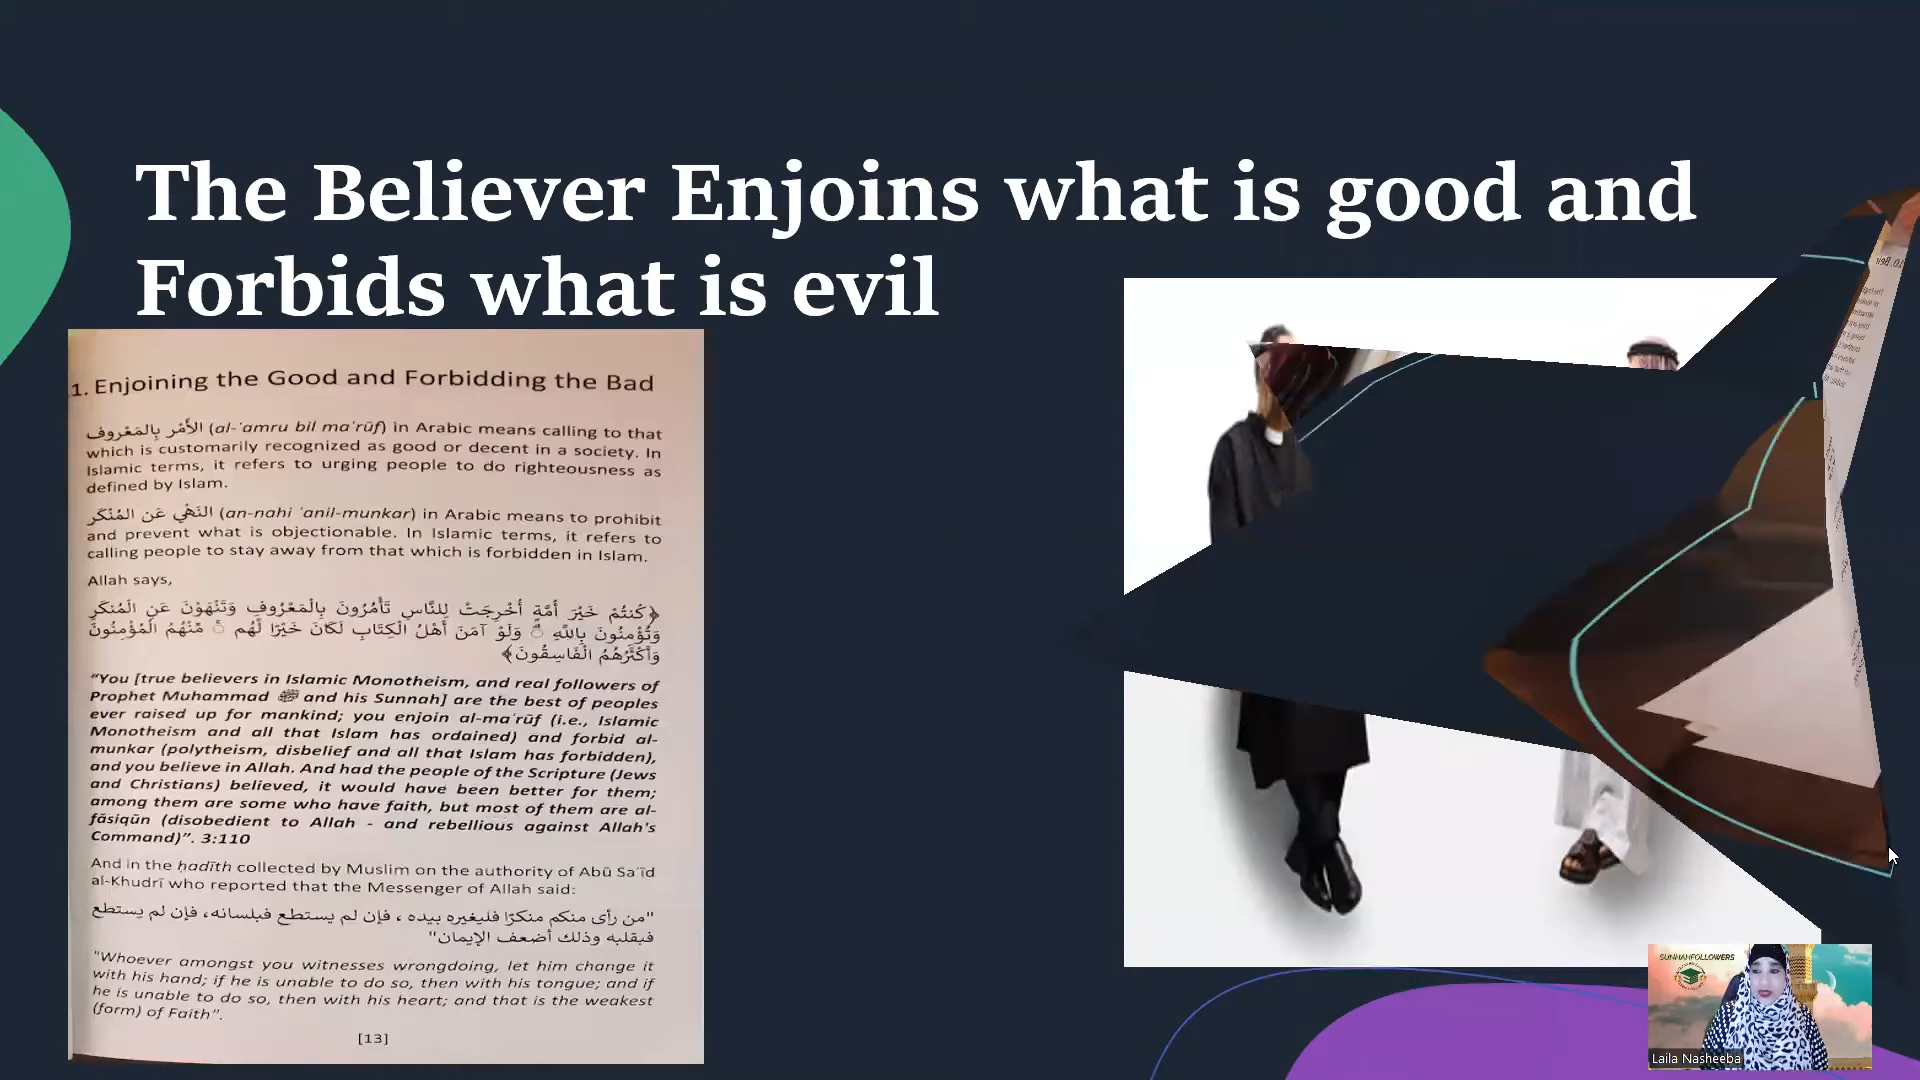 The Believer Enjoins what is good and
Forbids what is evil
1. Enjoining the Good and Forbidding the Bad
الأَمْر بِالمَعْروف (al-ʾamru bil maʿrūf) in Arabic means calling to that
which is customarily recognized as good or decent in a society. In
Islamic terms, it refers to urging people to do righteousness as
defined by Islam.
النَهْي عَن المُنْكَر (an-nahi ʿanil-munkar) in Arabic means to prohibit
and prevent what is objectionable. In Islamic terms, it refers to
calling people to stay away from that which is forbidden in Islam.
Allah says,
﴿كُنتُمْ خَيْرَ أُمَّةٍ أُخْرِجَتْ لِلنَّاسِ تَأْمُرُونَ بِالْمَعْرُوفِ وَتَنْهَوْنَ عَنِ الْمُنكَرِ
وَتُؤْمِنُونَ بِاللَّهِ ۗ وَلَوْ آمَنَ أَهْلُ الْكِتَابِ لَكَانَ خَيْرًا لَّهُم ۚ مِّنْهُمُ الْمُؤْمِنُونَ
وَأَكْثَرُهُمُ الْفَاسِقُونَ﴾
“You [true believers in Islamic Monotheism, and real followers of
Prophet Muhammad ﷺ and his Sunnah] are the best of peoples
ever raised up for mankind; you enjoin al-maʿrūf (i.e., Islamic
Monotheism and all that Islam has ordained) and forbid al-
munkar (polytheism, disbelief and all that Islam has forbidden),
and you believe in Allah. And had the people of the Scripture (Jews
and Christians) believed, it would have been better for them;
among them are some who have faith, but most of them are al-
fāsiqūn (disobedient to Allah - and rebellious against Allah's
Command)”. 3:110
And in the ḥadīth collected by Muslim on the authority of Abū Saʿīd
al-Khudrī who reported that the Messenger of Allah said:
"من رأى منكم منكرًا فليغيره بيده ، فإن لم يستطع فبلسانه، فإن لم يستطع
فبقلبه وذلك أضعف الإيمان"
"Whoever amongst you witnesses wrongdoing, let him change it
with his hand; if he is unable to do so, then with his tongue; and if
he is unable to do so, then with his heart; and that is the weakest
(form) of Faith”.
[13]
SUNNAHFOLLOWERS
Laila Nasheeba